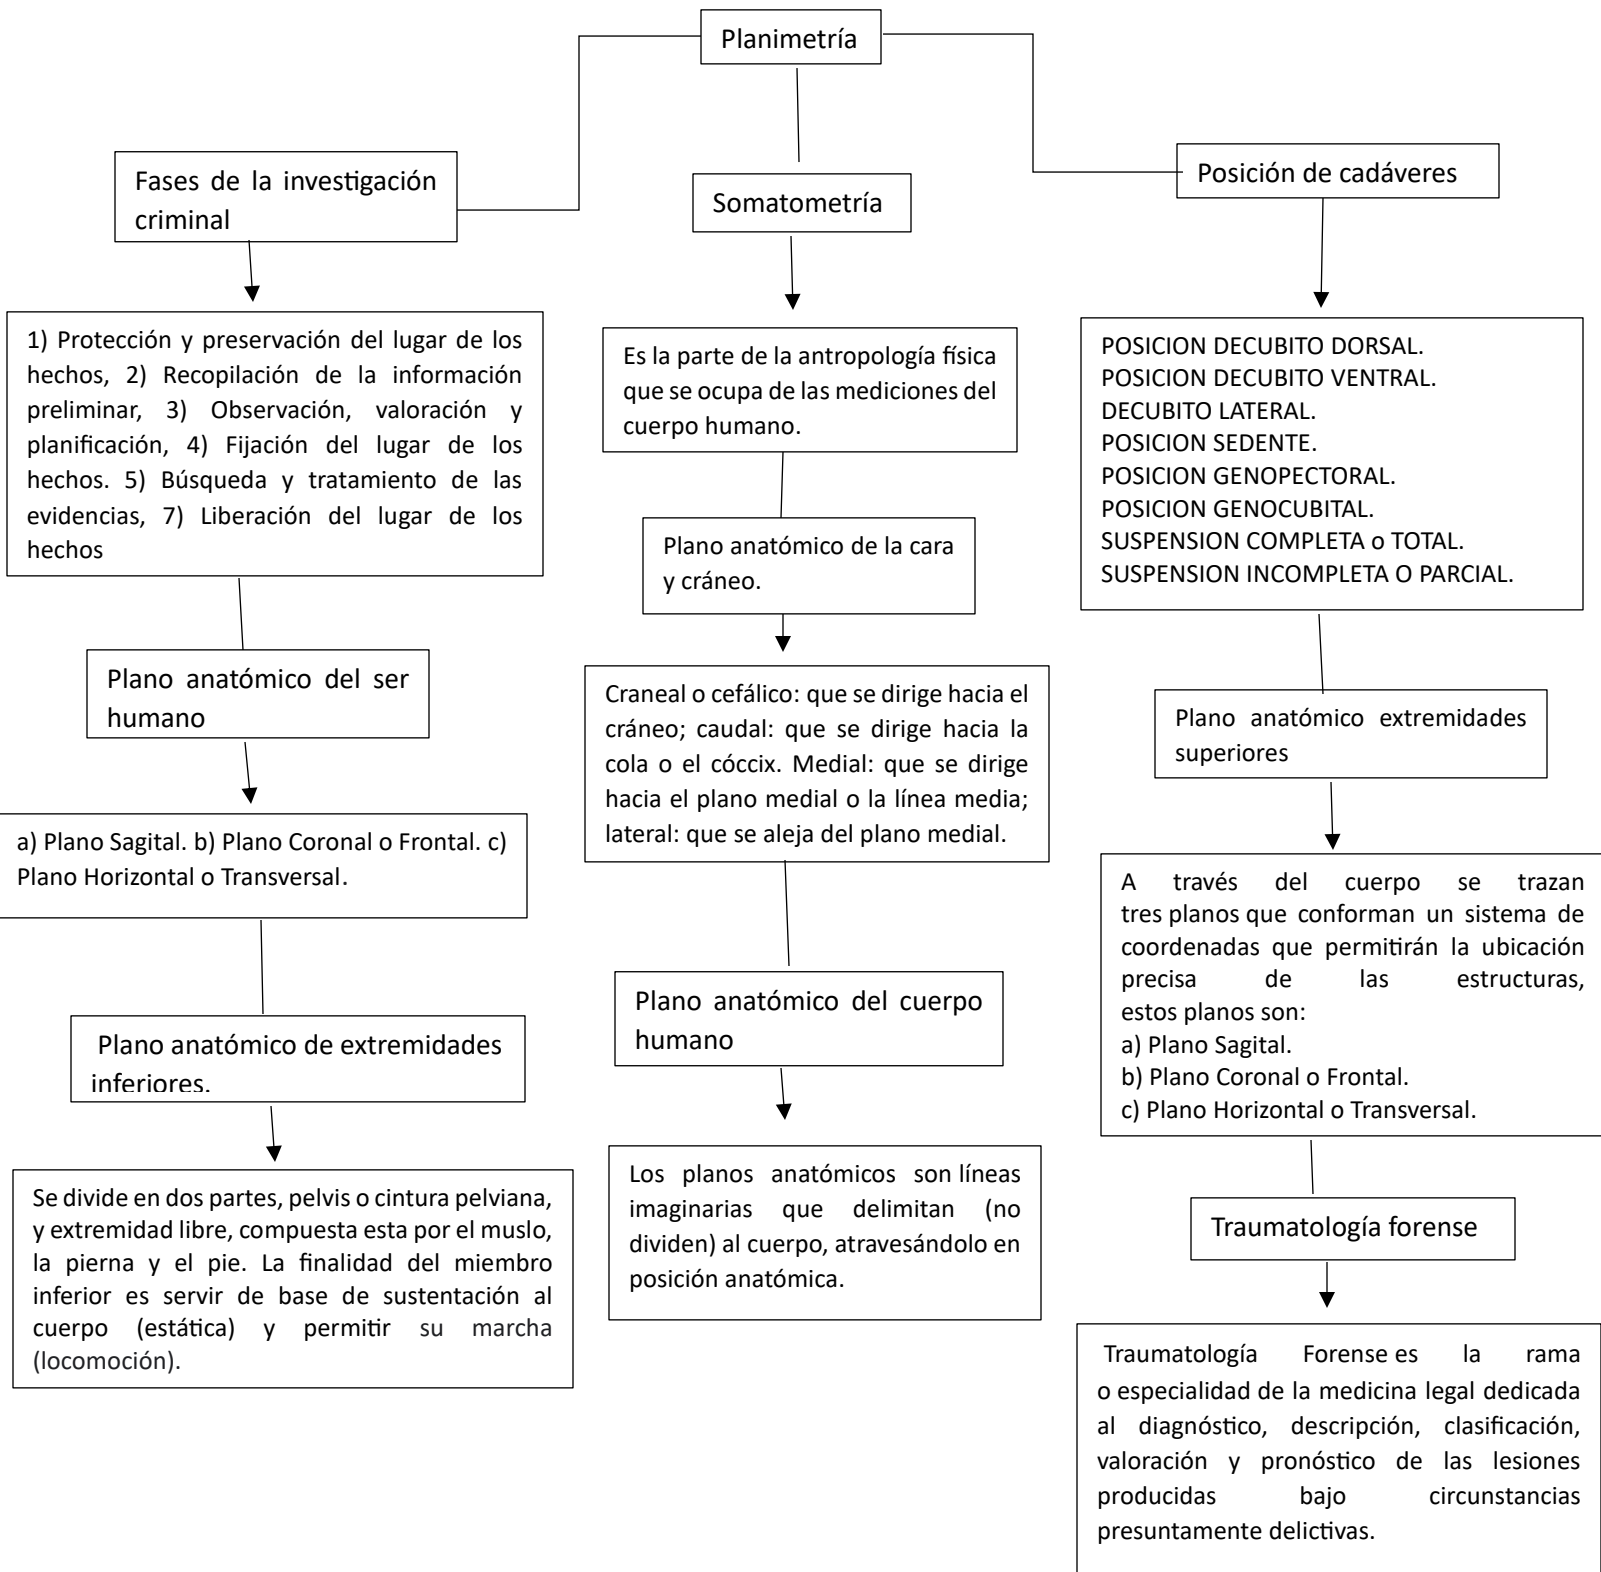 Planimetría
Fases de la investigación
criminal
1) Protección y preservación del lugar de los
hechos, 2) Recopilación de la información
preliminar, 3) Observación, valoración y
planificación, 4) Fijación del lugar de los
hechos. 5) Búsqueda y tratamiento de las
evidencias, 7) Liberación del lugar de los
hechos
Plano anatómico del ser
humano
a) Plano Sagital. b) Plano Coronal o Frontal. c)
Plano Horizontal o Transversal.
Plano anatómico de extremidades
inferiores.
Se divide en dos partes, pelvis o cintura pelviana,
y extremidad libre, compuesta esta por el muslo,
la pierna y el pie. La finalidad del miembro
inferior es servir de base de sustentación al
cuerpo (estática) y permitir su marcha
(locomoción).
Somatometría
Es la parte de la antropología física
que se ocupa de las mediciones del
cuerpo humano.
Plano anatómico de la cara
y cráneo.
Craneal o cefálico: que se dirige hacia el
cráneo; caudal: que se dirige hacia la
cola o el cóccix. Medial: que se dirige
hacia el plano medial o la línea media;
lateral: que se aleja del plano medial.
Plano anatómico del cuerpo
humano
Los planos anatómicos son líneas
imaginarias que delimitan (no
dividen) al cuerpo, atravesándolo en
posición anatómica.
Posición de cadáveres
POSICION DECUBITO DORSAL.
POSICION DECUBITO VENTRAL.
DECUBITO LATERAL.
POSICION SEDENTE.
POSICION GENOPECTORAL.
POSICION GENOCUBITAL.
SUSPENSION COMPLETA o TOTAL.
SUSPENSION INCOMPLETA O PARCIAL.
Plano anatómico extremidades
superiores
A través del cuerpo se trazan
tres planos que conforman un sistema de
coordenadas que permitirán la ubicación
precisa de las estructuras,
estos planos son:
a) Plano Sagital.
b) Plano Coronal o Frontal.
c) Plano Horizontal o Transversal.
Traumatología forense
Traumatología Forense es la rama
o especialidad de la medicina legal dedicada
al diagnóstico, descripción, clasificación,
valoración y pronóstico de las lesiones
producidas bajo circunstancias
presuntamente delictivas.